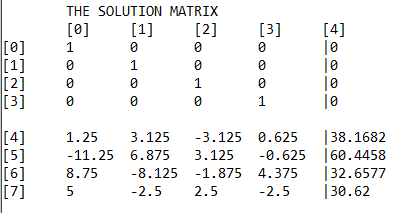 THE SOLUTION MATRIX
[0] [1] [2] [3] [4]
[0] 1 0 0 0 |0
[1] 0 1 0 0 |0
[2] 0 0 1 0 |0
[3] 0 0 0 1 |0
[4] 1.25 3.125 -3.125 0.625 |38.1682
[5] -11.25 6.875 3.125 -0.625 |60.4458
[6] 8.75 -8.125 -1.875 4.375 |32.6577
[7] 5 -2.5 2.5 -2.5 |30.62